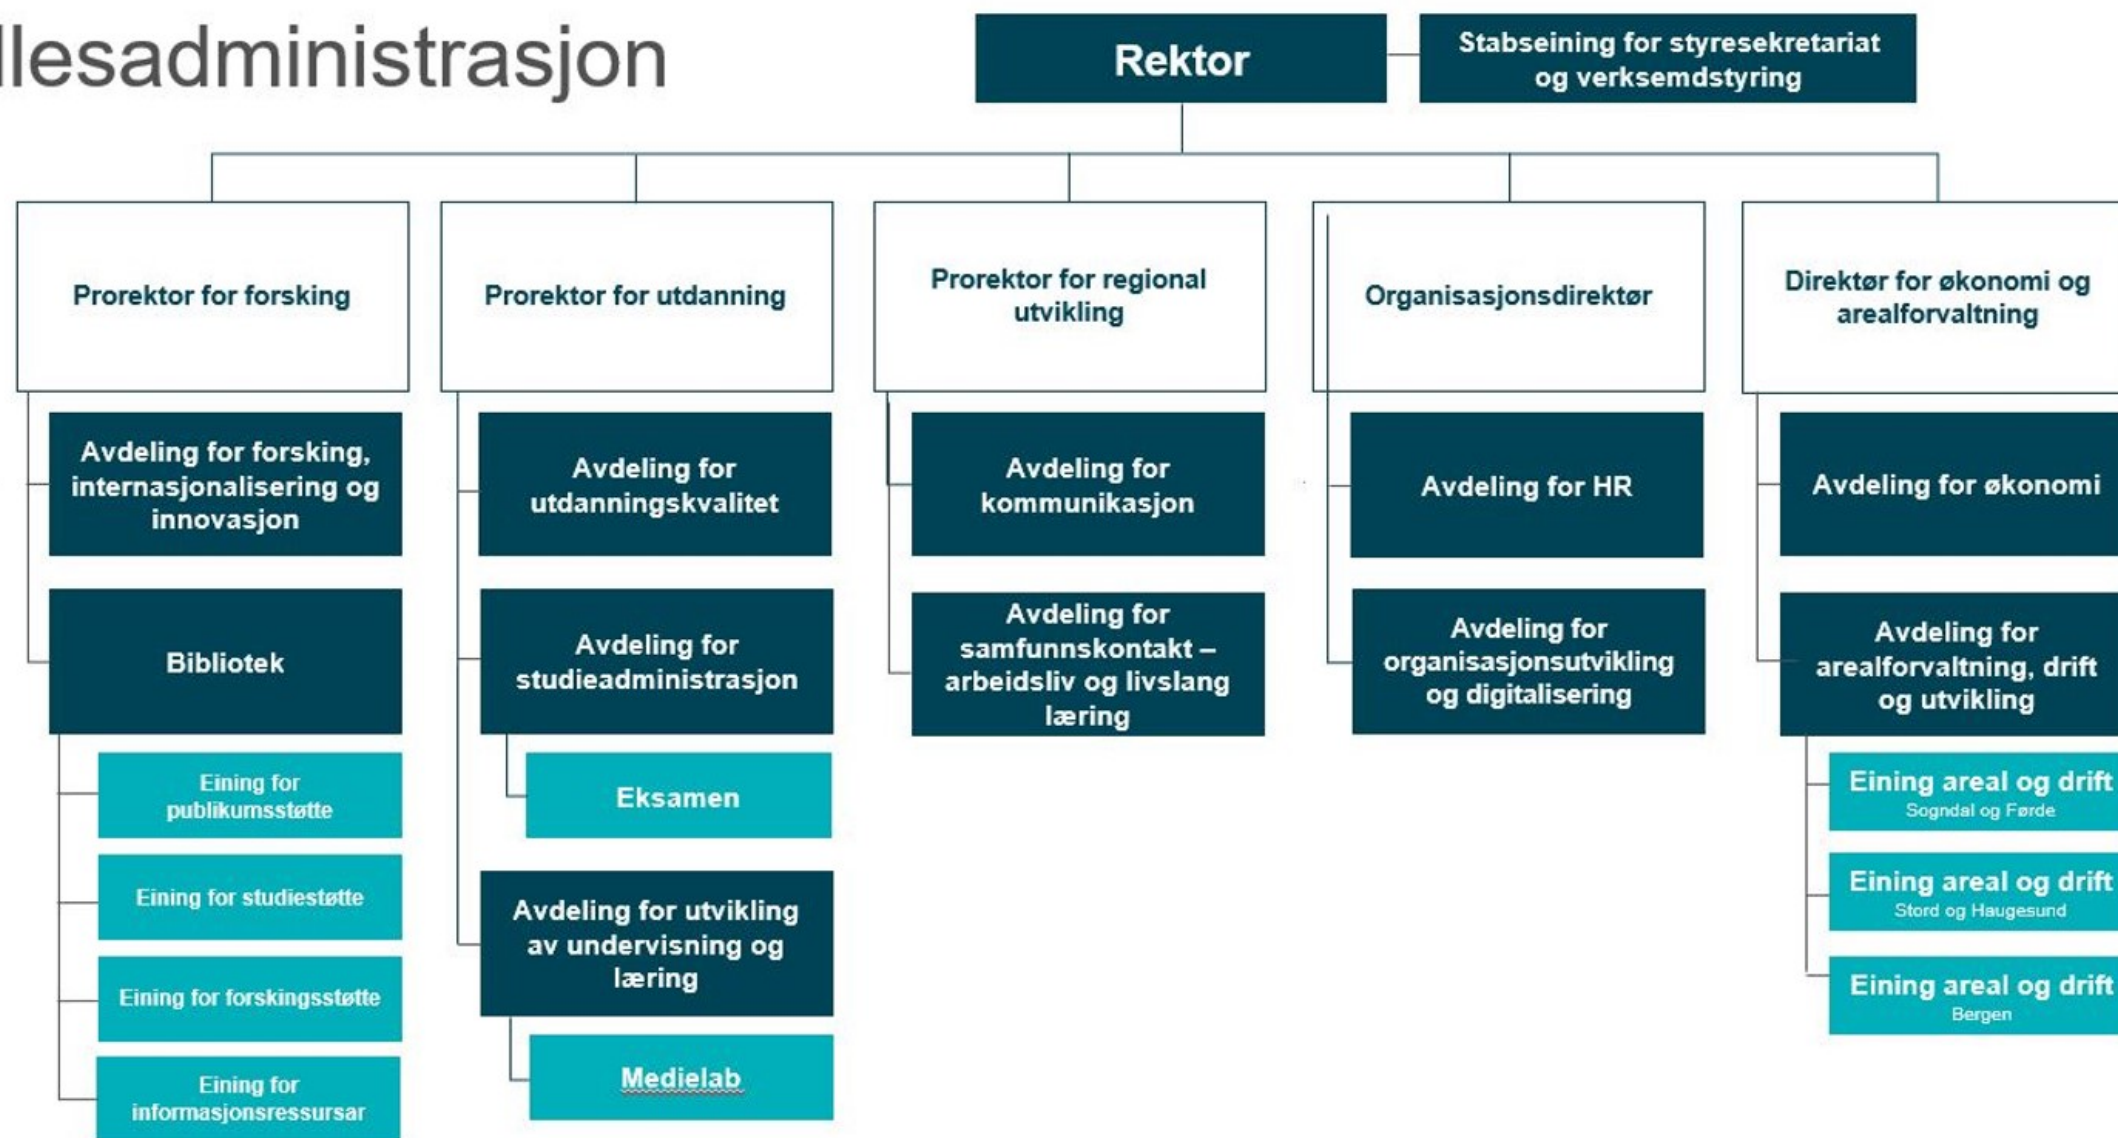 llesadministrasjon
Rektor
Stabseining for styresekretariat
og verksemdstyring
Prorektor for forsking
Prorektor for utdanning
Prorektor for regional
utvikling
Organisasjonsdirektør
Direktør for økonomi og
arealforvaltning
Avdeling for forsking,
internasjonalisering og
innovasjon
Avdeling for
utdanningskvalitet
Avdeling for
kommunikasjon
Avdeling for HR
Avdeling for økonomi
Bibliotek
Avdeling for
studieadministrasjon
Avdeling for
samfunnskontakt –
arbeidsliv og livslang
læring
Avdeling for
organisasjonsutvikling
og digitalisering
Avdeling for
arealforvaltning, drift
og utvikling
Eining for
publikumsstøtte
Eksamen
Eining areal og drift
Sogndal og Førde
Eining for studiestøtte
Avdeling for utvikling
av undervisning og
læring
Eining areal og drift
Stord og Haugesund
Eining for forskingsstøtte
Eining areal og drift
Bergen
Eining for
informasjonsressursar
Medielab